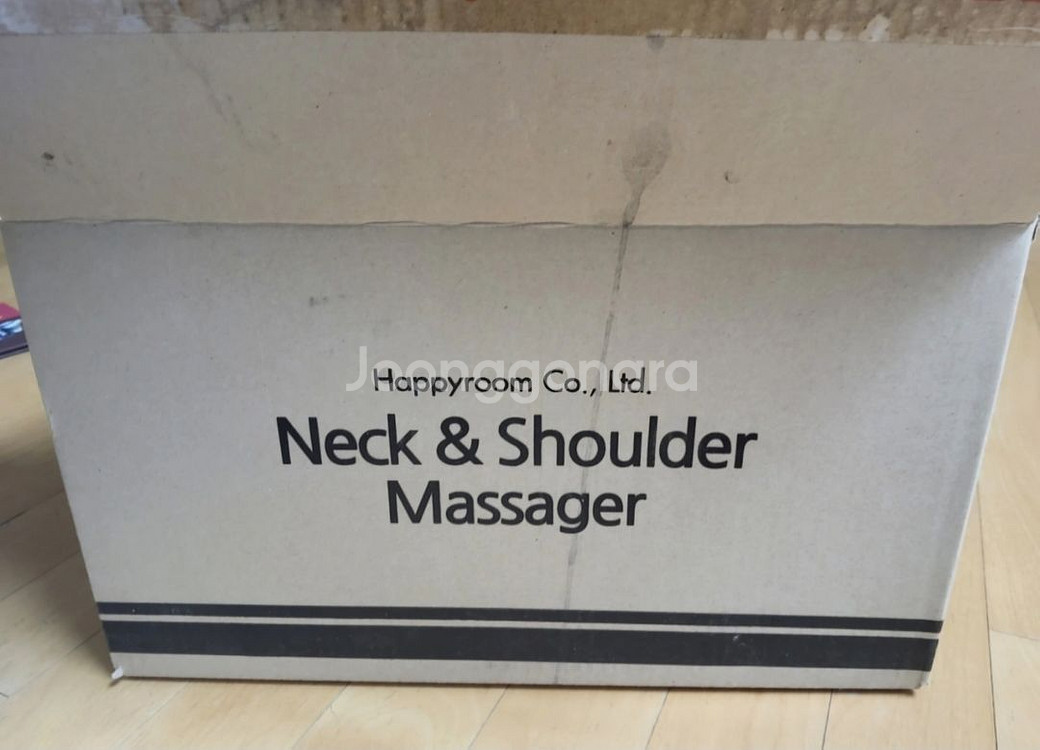 Joonggonara
Happyroom Co., Ltd.
Neck & Shoulder
Massager